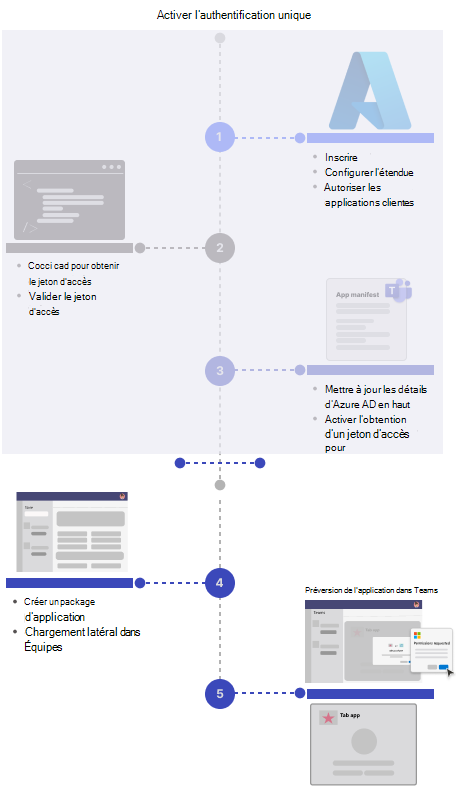 Activer l'authentification unique
1
Inscrire
Configurer l'étendue
Autoriser les
applications clientes
2
Cocci cad pour obtenir
le jeton d'accès
Valider le jeton
d'accès
App manifest
3
Mettre à jour les détails
d'Azure AD en haut
Activer l'obtention
d'un jeton d'accès
pour
4
Créer un package
d'application
Chargement latéral dans
Équipes
Préversion de l'application dans Teams
Teams
Permissions requested
5
Tab app